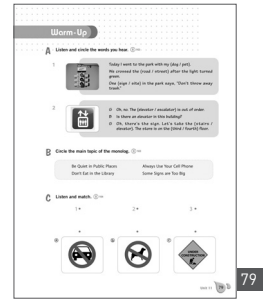 Warm-Up
A Listen and circle the words you hear.
1 Today I went to the park with my (dog / pet).
We crossed the (road / street) after the light turned
green.
One (sign / site) in the park says, "Don't throw away
trash."
2 A Oh, no. The (elevator / escalator) is out of order.
B Is there an elevator in this building?
A Oh, there's the sign. Let's take the (stairs /
elevator). The store is on the (third / fourth) floor.
B Circle the main topic of the monolog.
Be Quiet in Public Places Always Use Your Cell Phone
Don't Eat in the Library Some Signs are Too Big
C Listen and match.
1 2 3
UNDER
CONSTRUCTION
79
79